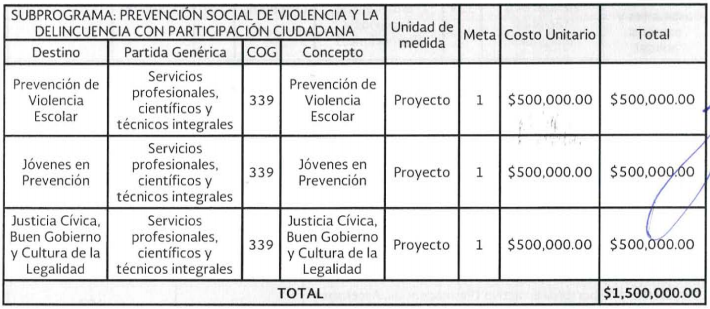 SUBPROGRAMA: PREVENCIÓN SOCIAL DE VIOLENCIA Y LA
DELINCUENCIA CON PARTICIPACIÓN CIUDADANA
Unidad de
medida
Meta
Costo Unitario
Total
Destino
Partida Genérica
COG
Concepto
Prevención de
Violencia
Escolar
Servicios
profesionales,
científicos y
técnicos integrales
339
Prevención de
Violencia
Escolar
Proyecto
1
$500,000.00
$500,000.00
Jóvenes en
Prevención
Servicios
profesionales,
científicos y
técnicos integrales
339
Jóvenes en
Prevención
Proyecto
1
$500,000.00
$500,000.00
Justicia Cívica,
Buen Gobierno
y Cultura de la
Legalidad
Servicios
profesionales,
científicos y
técnicos integrales
339
Justicia Cívica,
Buen Gobierno
y Cultura de la
Legalidad
Proyecto
1
$500,000.00
$500,000.00
TOTAL
$1,500,000.00